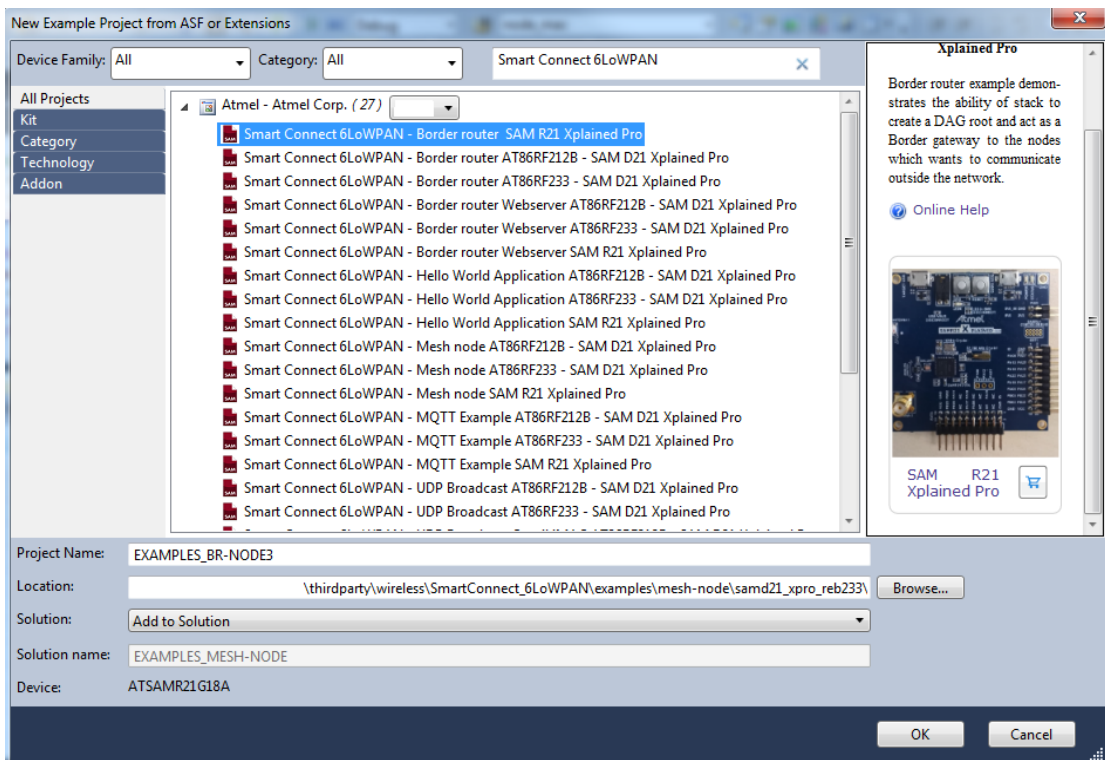 New Example Project from ASF or Extensions
Device Family: All Category: All Smart Connect 6LoWPAN
All Projects
Kit
Category
Technology
Addon
Atmel - Atmel Corp. (27)
Smart Connect 6LoWPAN - Border router SAM R21 Xplained Pro
Smart Connect 6LoWPAN - Border router AT86RF212B - SAM D21 Xplained Pro
Smart Connect 6LoWPAN - Border router AT86RF233 - SAM D21 Xplained Pro
Smart Connect 6LoWPAN - Border router Webserver AT86RF212B - SAM D21 Xplained Pro
Smart Connect 6LoWPAN - Border router Webserver AT86RF233 - SAM D21 Xplained Pro
Smart Connect 6LoWPAN - Border router Webserver SAM R21 Xplained Pro
Smart Connect 6LoWPAN - Hello World Application AT86RF212B - SAM D21 Xplained Pro
Smart Connect 6LoWPAN - Hello World Application AT86RF233 - SAM D21 Xplained Pro
Smart Connect 6LoWPAN - Hello World Application SAM R21 Xplained Pro
Smart Connect 6LoWPAN - Mesh node AT86RF212B - SAM D21 Xplained Pro
Smart Connect 6LoWPAN - Mesh node AT86RF233 - SAM D21 Xplained Pro
Smart Connect 6LoWPAN - Mesh node SAM R21 Xplained Pro
Smart Connect 6LoWPAN - MQTT Example AT86RF212B - SAM D21 Xplained Pro
Smart Connect 6LoWPAN - MQTT Example AT86RF233 - SAM D21 Xplained Pro
Smart Connect 6LoWPAN - MQTT Example SAM R21 Xplained Pro
Smart Connect 6LoWPAN - UDP Broadcast AT86RF212B - SAM D21 Xplained Pro
Smart Connect 6LoWPAN - UDP Broadcast AT86RF233 - SAM D21 Xplained Pro
Xplained Pro
Border router example demon-
strates the ability of stack to
create a DAG root and act as a
Border gateway to the nodes
which wants to communicate
outside the network.
Online Help
Atmel
SAM R21
Xplained Pro
Project Name: EXAMPLES_BR-NODE3
Location: \thirdparty\wireless\SmartConnect_6LoWPAN\examples\mesh-node\samd21_xpro_reb233\ Browse...
Solution: Add to Solution
Solution name: EXAMPLES_MESH-NODE
Device: ATSAMR21G18A
OK Cancel